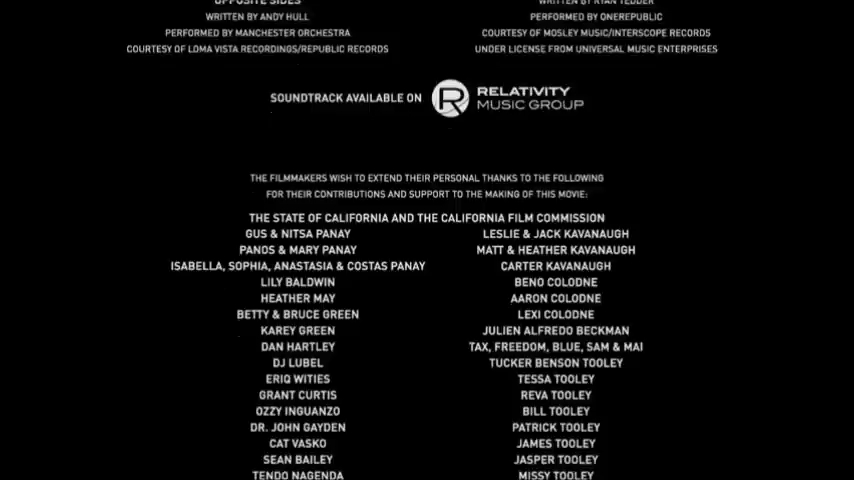 OPPOSITE SIDES
WRITTEN BY ANDY HULL
PERFORMED BY MANCHESTER ORCHESTRA
COURTESY OF LOMA VISTA RECORDINGS/REPUBLIC RECORDS
WRITTEN BY RYAN TEDDER
PERFORMED BY ONEREPUBLIC
COURTESY OF MOSLEY MUSIC/INTERSCOPE RECORDS
UNDER LICENSE FROM UNIVERSAL MUSIC ENTERPRISES
SOUNDTRACK AVAILABLE ON
R RELATIVITY
MUSIC GROUP
THE FILMMAKERS WISH TO EXTEND THEIR PERSONAL THANKS TO THE FOLLOWING
FOR THEIR CONTRIBUTIONS AND SUPPORT TO THE MAKING OF THIS MOVIE:
THE STATE OF CALIFORNIA AND THE CALIFORNIA FILM COMMISSION
GUS & NITSA PANAY
PANOS & MARY PANAY
ISABELLA, SOPHIA, ANASTASIA & COSTAS PANAY
LILY BALDWIN
HEATHER MAY
BETTY & BRUCE GREEN
KAREY GREEN
DAN HARTLEY
DJ LUBEL
ERIQ WITIES
GRANT CURTIS
OZZY INGUANZO
DR. JOHN GAYDEN
CAT VASKO
SEAN BAILEY
TENDO NAGENDA
LESLIE & JACK KAVANAUGH
MATT & HEATHER KAVANAUGH
CARTER KAVANAUGH
BENO COLODNE
AARON COLODNE
LEXI COLODNE
JULIEN ALFREDO BECKMAN
TAX, FREEDOM, BLUE, SAM & MAI
TUCKER BENSON TOOLEY
TESSA TOOLEY
REVA TOOLEY
BILL TOOLEY
PATRICK TOOLEY
JAMES TOOLEY
JASPER TOOLEY
MISSY TOOLEY